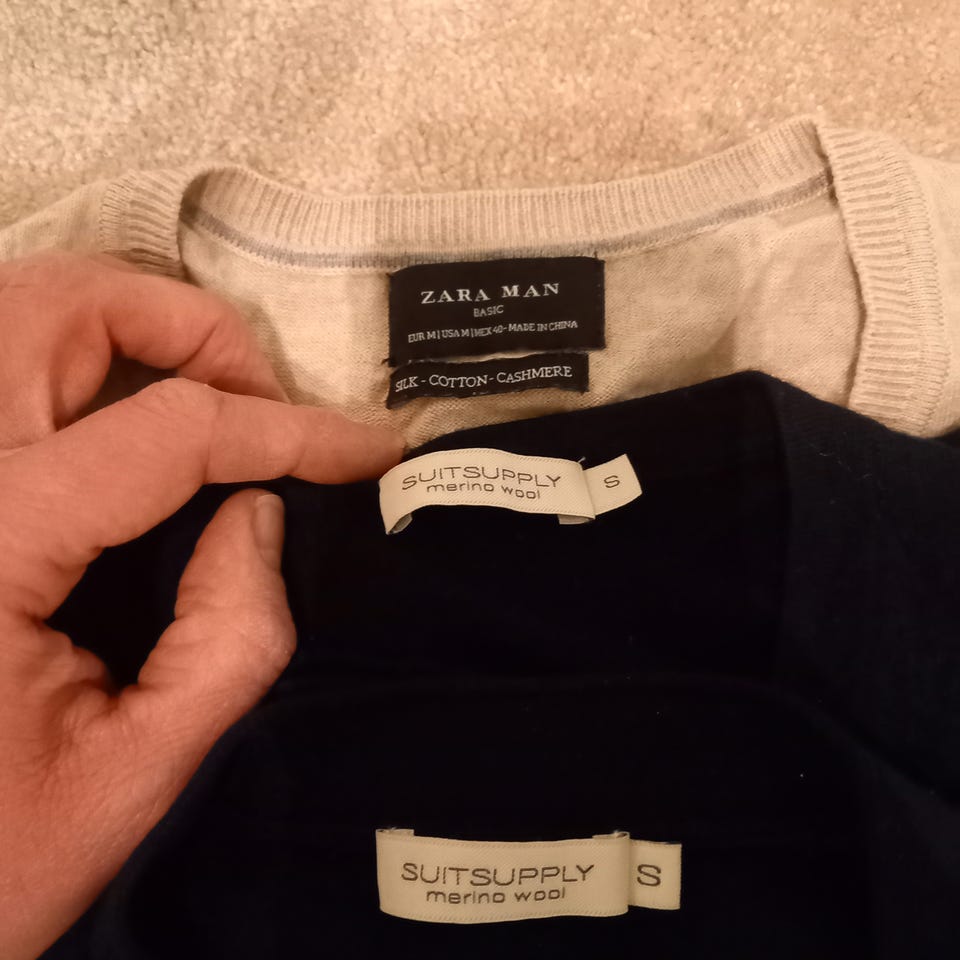 ZARA MAN
BASIC
EUR M | USA M | MEX 40 - MADE IN CHINA
SILK - COTTON - CASHMERE
SUITSUPPLY
merino wool
S
SUITSUPPLY
merino wool
S